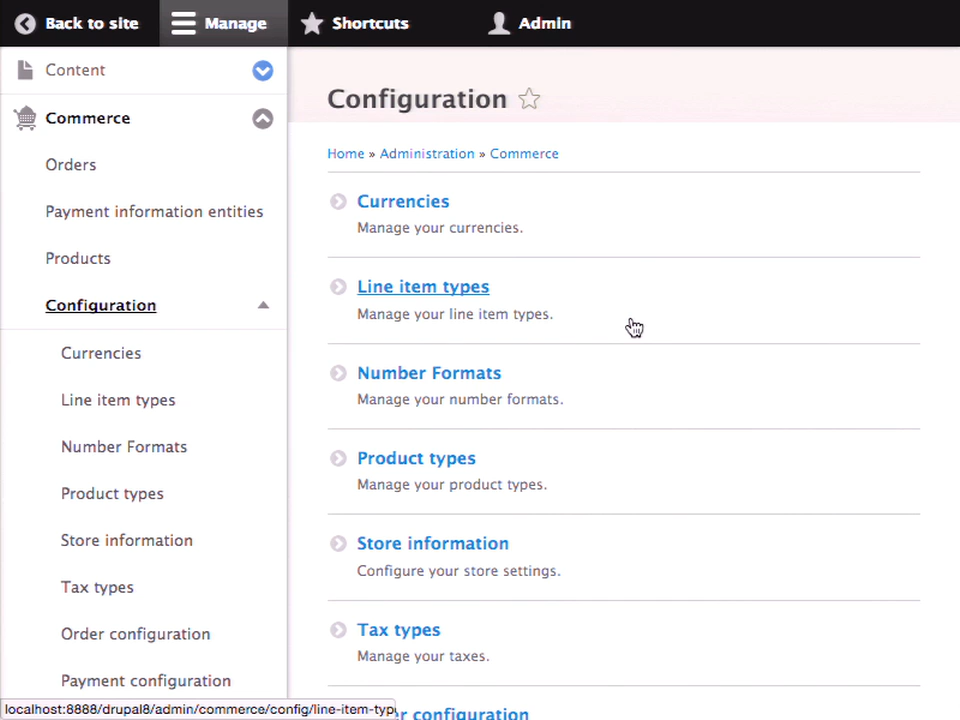 Back to site
Manage
Shortcuts
Admin
Content
Commerce
Orders
Payment information entities
Products
Configuration
Currencies
Line item types
Number Formats
Product types
Store information
Tax types
Order configuration
Payment configuration
localhost:8888/drupal8/admin/commerce/config/line-item-typ
Configuration
Home » Administration » Commerce
Currencies
Manage your currencies.
Line item types
Manage your line item types.
Number Formats
Manage your number formats.
Product types
Manage your product types.
Store information
Configure your store settings.
Tax types
Manage your taxes.
configuration